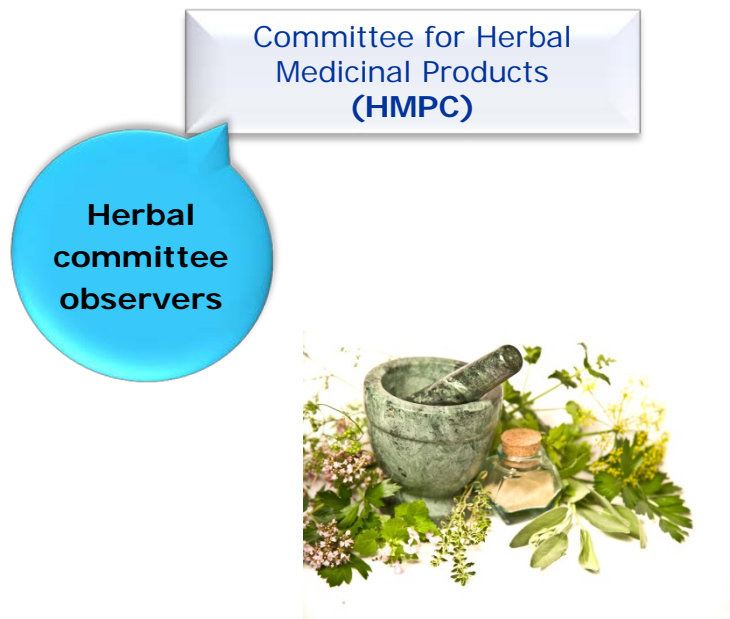 Committee for Herbal
Medicinal Products
(HMPC)
Herbal
committee
observers